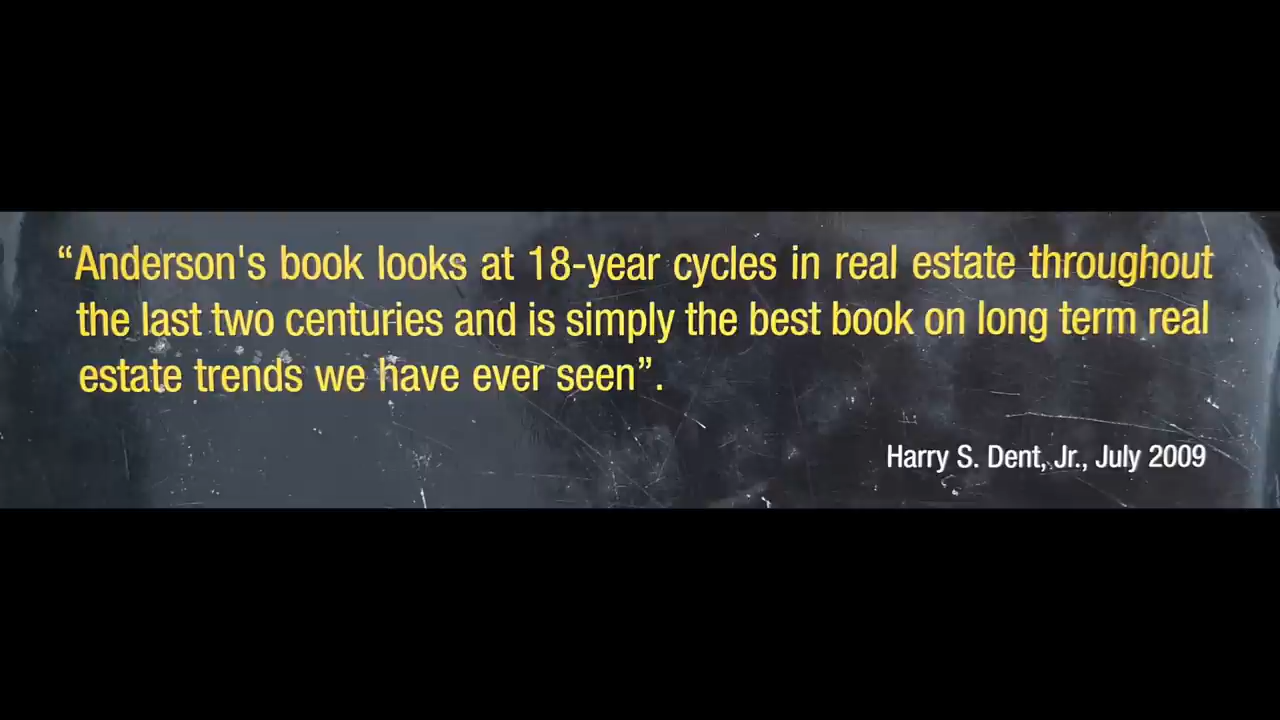 “Anderson's book looks at 18-year cycles in real estate throughout
the last two centuries and is simply the best book on long term real
estate trends we have ever seen”.
Harry S. Dent, Jr., July 2009